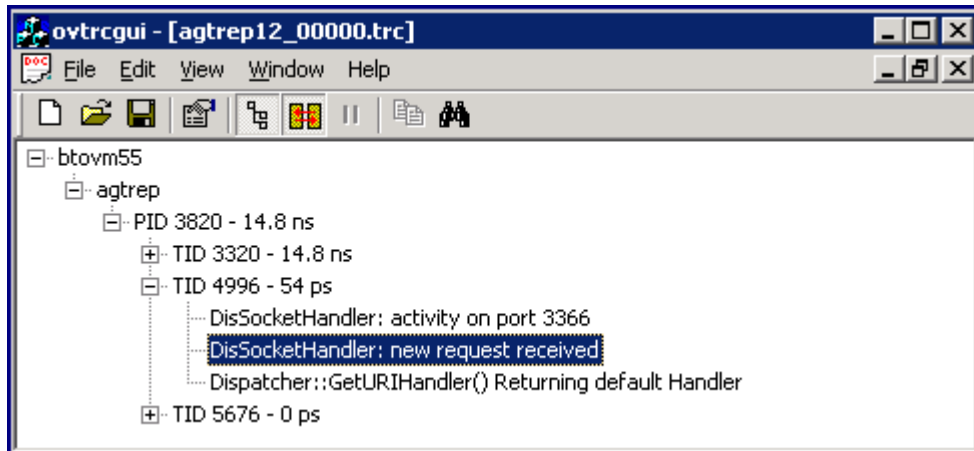 ovtrcgui - [agtrep12_00000.trc]
DOC
File Edit View Window Help
btovm55
agtrep
PID 3820 - 14.8 ns
TID 3320 - 14.8 ns
TID 4996 - 54 ps
DisSocketHandler: activity on port 3366
DisSocketHandler: new request received
Dispatcher::GetURIHandler() Returning default Handler
TID 5676 - 0 ps